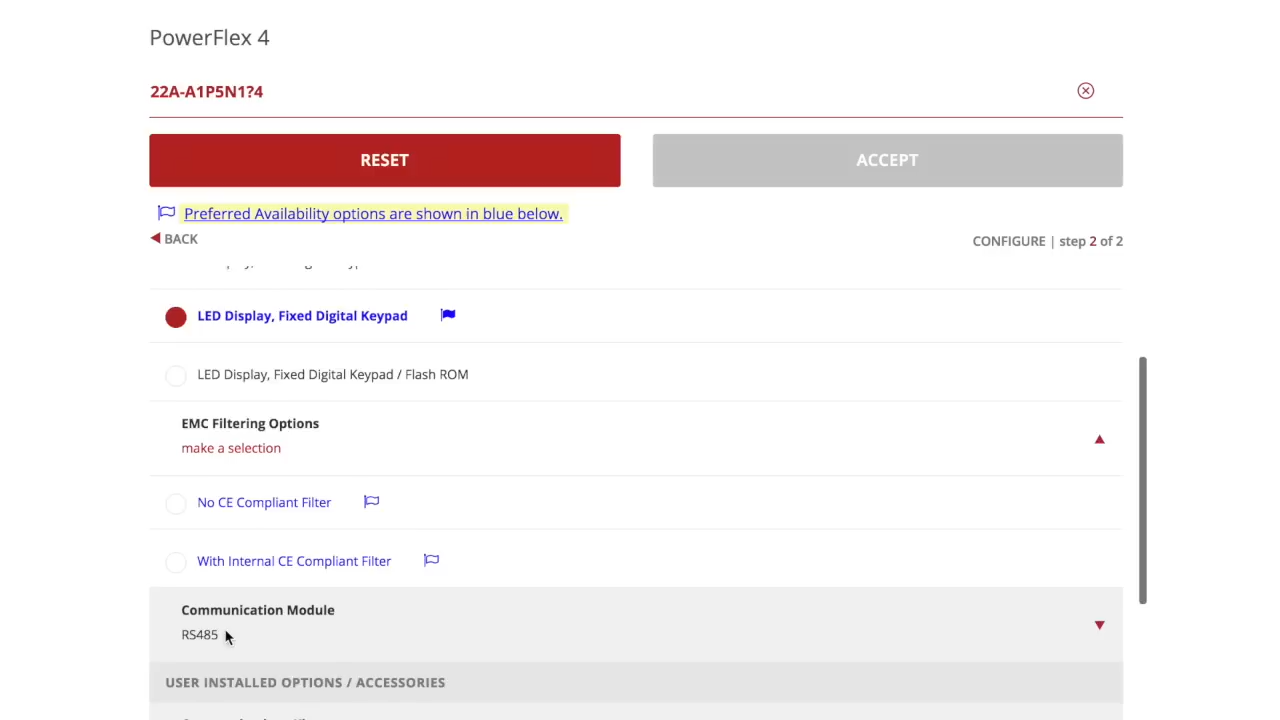 PowerFlex 4
22A-A1P5N1?4
RESET
ACCEPT
Preferred Availability options are shown in blue below.
BACK
CONFIGURE | step 2 of 2
LED Display, Fixed Digital Keypad
LED Display, Fixed Digital Keypad / Flash ROM
EMC Filtering Options
make a selection
No CE Compliant Filter
With Internal CE Compliant Filter
Communication Module
RS485
USER INSTALLED OPTIONS / ACCESSORIES